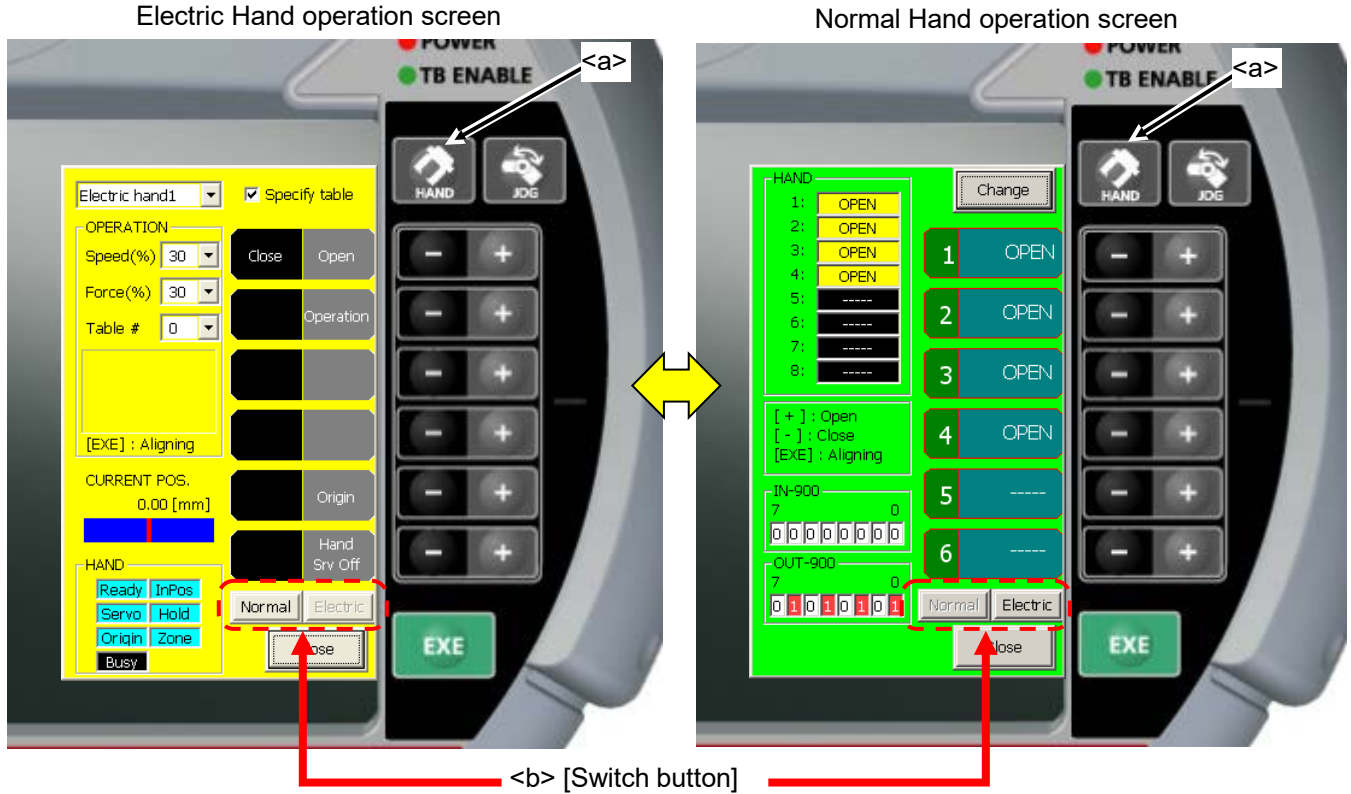 Electric Hand operation screen
Normal Hand operation screen
POWER
TB ENABLE
<a>
HAND
JOG
Electric hand1
Specify table
OPERATION
Speed(%) 30
Force(%) 30
Table # 0
[EXE] : Aligning
Close Open
Operation
Origin
Hand
Srv Off
CURRENT POS.
0.00 [mm]
HAND
Ready InPos
Servo Hold
Origin Zone
Busy
Normal Electric
- +
- +
- +
- +
- +
- +
EXE
POWER
TB ENABLE
<a>
HAND
JOG
HAND
1: OPEN
2: OPEN
3: OPEN
4: OPEN
5: -----
6: -----
7: -----
8: -----
Change
1 OPEN
2 OPEN
3 OPEN
4 OPEN
5 -----
6 -----
[ + ] : Open
[ - ] : Close
[EXE] : Aligning
IN-900
7 0
0 0 0 0 0 0 0 0
OUT-900
7 0
0 1 0 1 0 1 0 1
Normal Electric
- +
- +
- +
- +
- +
- +
EXE
<b> [Switch button]